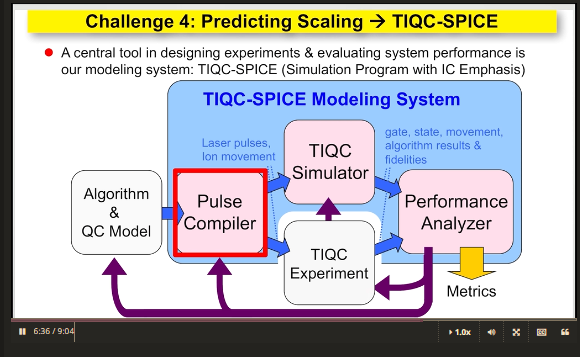 Challenge 4: Predicting Scaling → TIQC-SPICE
A central tool in designing experiments & evaluating system performance is
our modeling system: TIQC-SPICE (Simulation Program with IC Emphasis)
TIQC-SPICE Modeling System
Laser pulses,
Ion movement
gate, state, movement,
algorithm results &
fidelities
TIQC
Simulator
Algorithm
&
QC Model
Pulse
Compiler
Performance
Analyzer
TIQC
Experiment
Metrics
6:36 / 9:04
1.0x